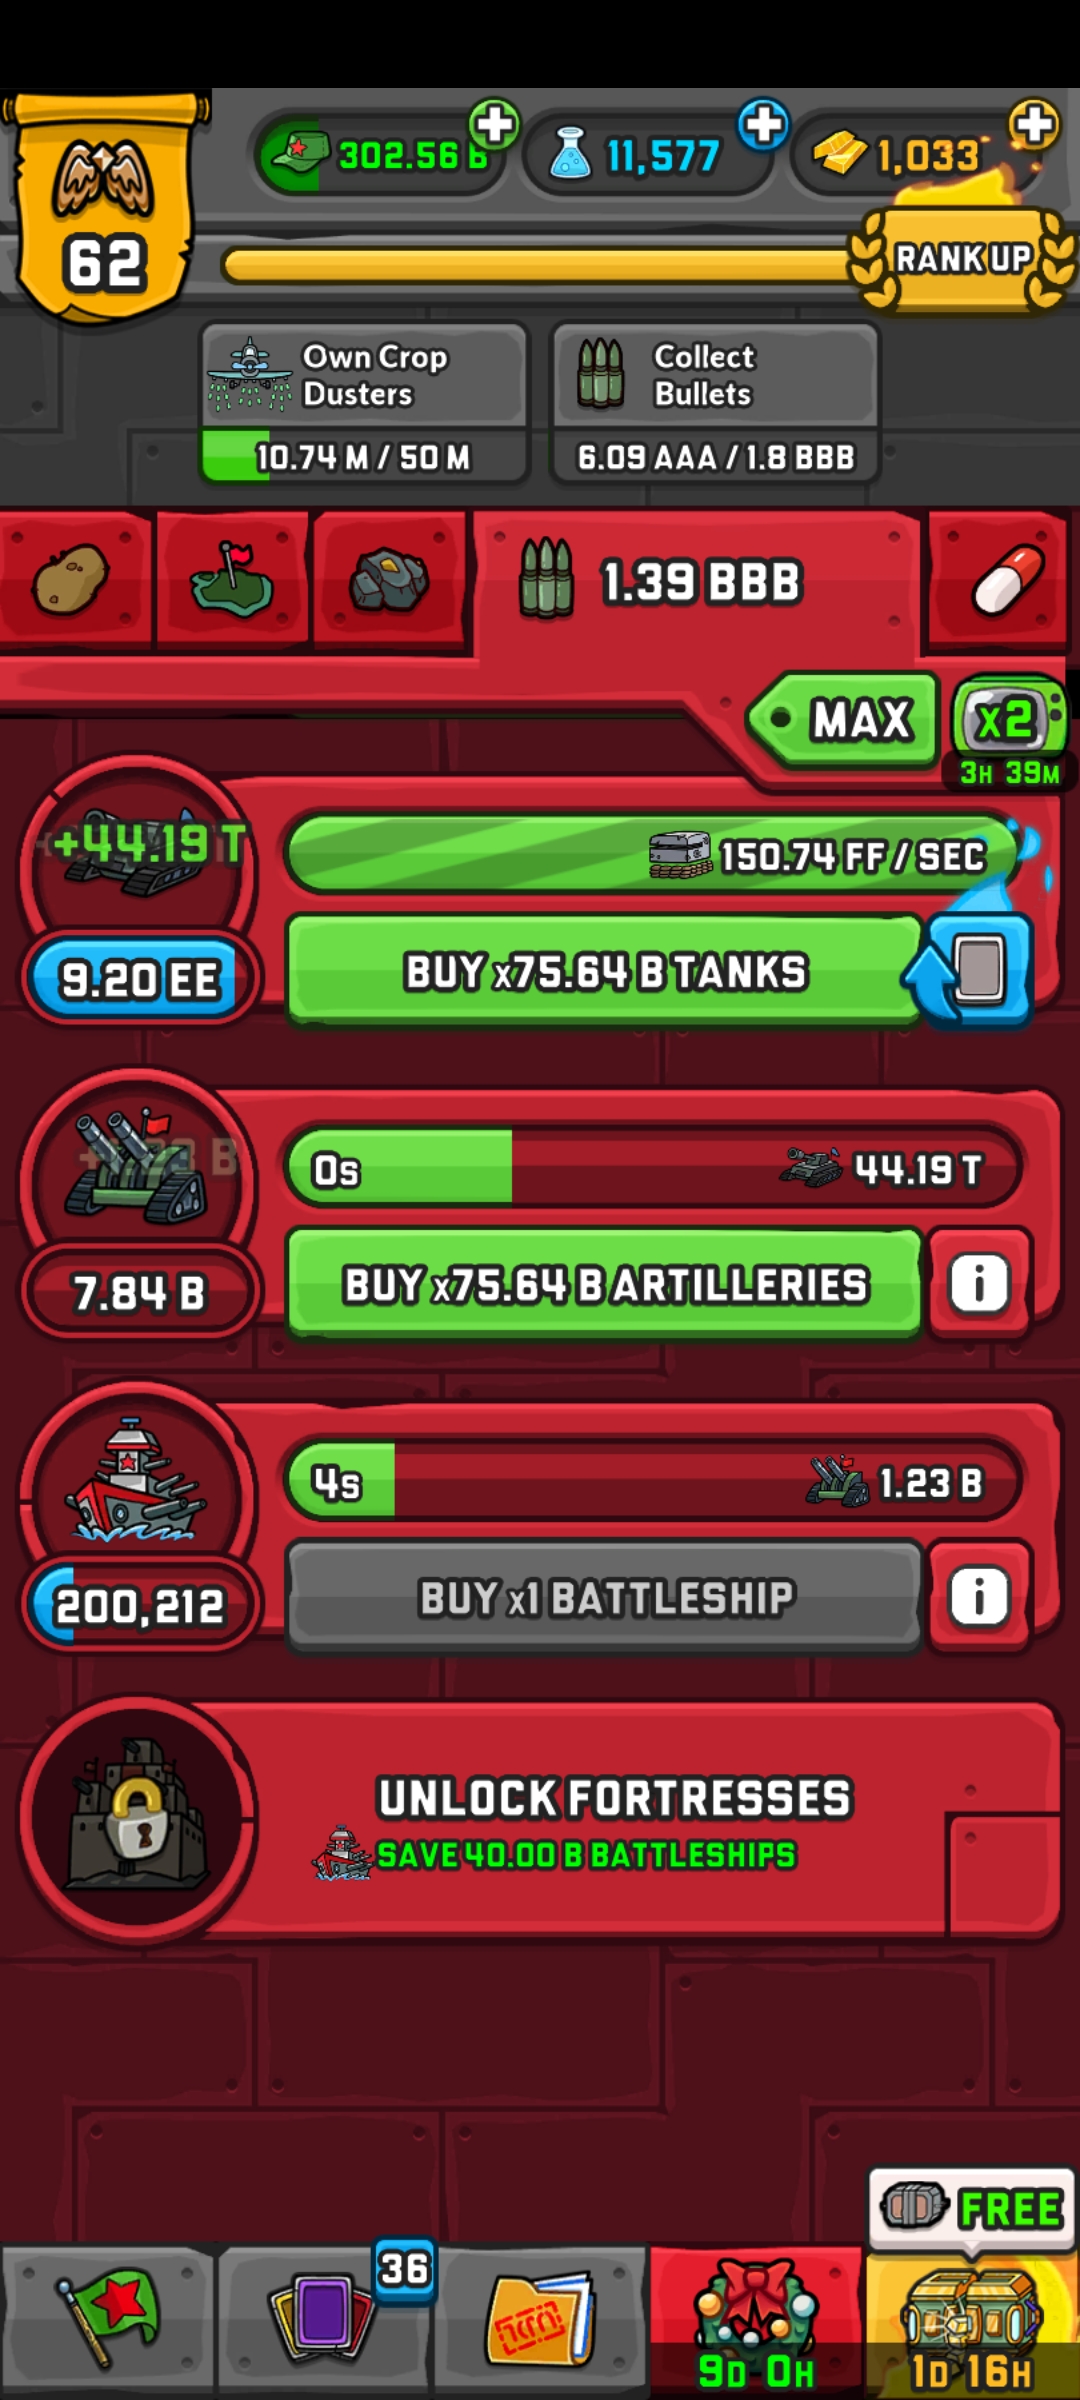 302.56 B
11,577
1,033
62
RANK UP
Own Crop
Dusters
10.74 M / 50 M
Collect
Bullets
6.09 AAA / 1.8 BBB
1.39 BBB
MAX
x2
3H 39M
+44.19 T
150.74 FF / SEC
9.20 EE
BUY x75.64 B TANKS
0s
44.19 T
7.84 B
BUY x75.64 B ARTILLERIES
i
4s
1.23 B
200,212
BUY x1 BATTLESHIP
i
UNLOCK FORTRESSES
SAVE 40.00 B BATTLESHIPS
FREE
36
9D 0H
1D 16H